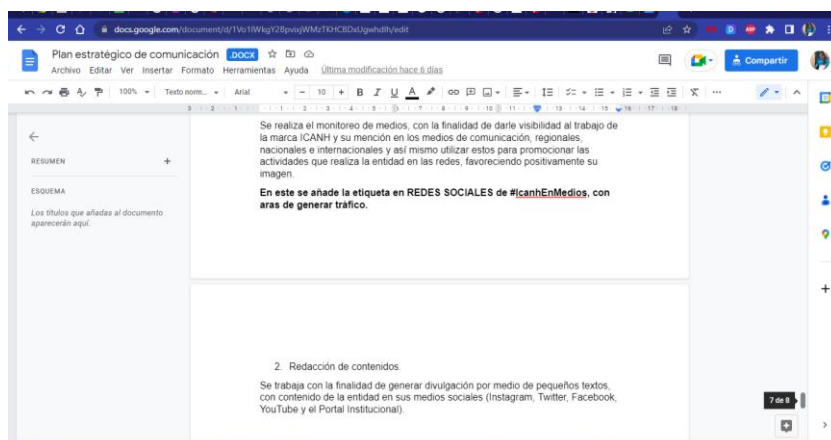 docs.google.com/document/d/1Vo1lWkgY2BpvixjWMzTKHCBDxUgwhdlh/edit
Plan estratégico de comunicación .DOCX
Archivo Editar Ver Insertar Formato Herramientas Ayuda Última modificación hace 6 días
Compartir
100% Texto norm... Arial 10 B I U A
Se realiza el monitoreo de medios, con la finalidad de darle visibilidad al trabajo de
la marca ICANH y su mención en los medios de comunicación, regionales,
nacionales e internacionales y así mismo utilizar estos para promocionar las
actividades que realiza la entidad en las redes, favoreciendo positivamente su
imagen.
En este se añade la etiqueta en REDES SOCIALES de #IcanhEnMedios, con
aras de generar tráfico.
RESUMEN
ESQUEMA
Los títulos que añadas al documento
aparecerán aquí.
2. Redacción de contenidos.
Se trabaja con la finalidad de generar divulgación por medio de pequeños textos,
con contenido de la entidad en sus medios sociales (Instagram, Twitter, Facebook,
YouTube y el Portal Institucional).
7 de 8